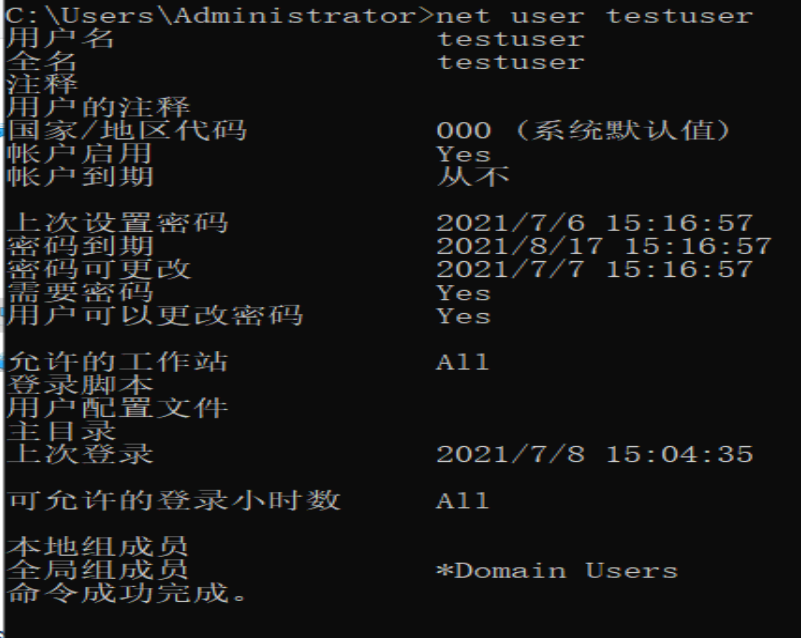 C:\Users\Administrator>net user testuser
用户名 testuser
全名 testuser
注释
用户的注释
国家/地区代码 000 (系统默认值)
帐户启用 Yes
帐户到期 从不
上次设置密码 2021/7/6 15:16:57
密码到期 2021/8/17 15:16:57
密码可更改 2021/7/7 15:16:57
需要密码 Yes
用户可以更改密码 Yes
允许的工作站 All
登录脚本
用户配置文件
主目录
上次登录 2021/7/8 15:04:35
可允许的登录小时数 All
本地组成员
全局组成员 *Domain Users
命令成功完成。